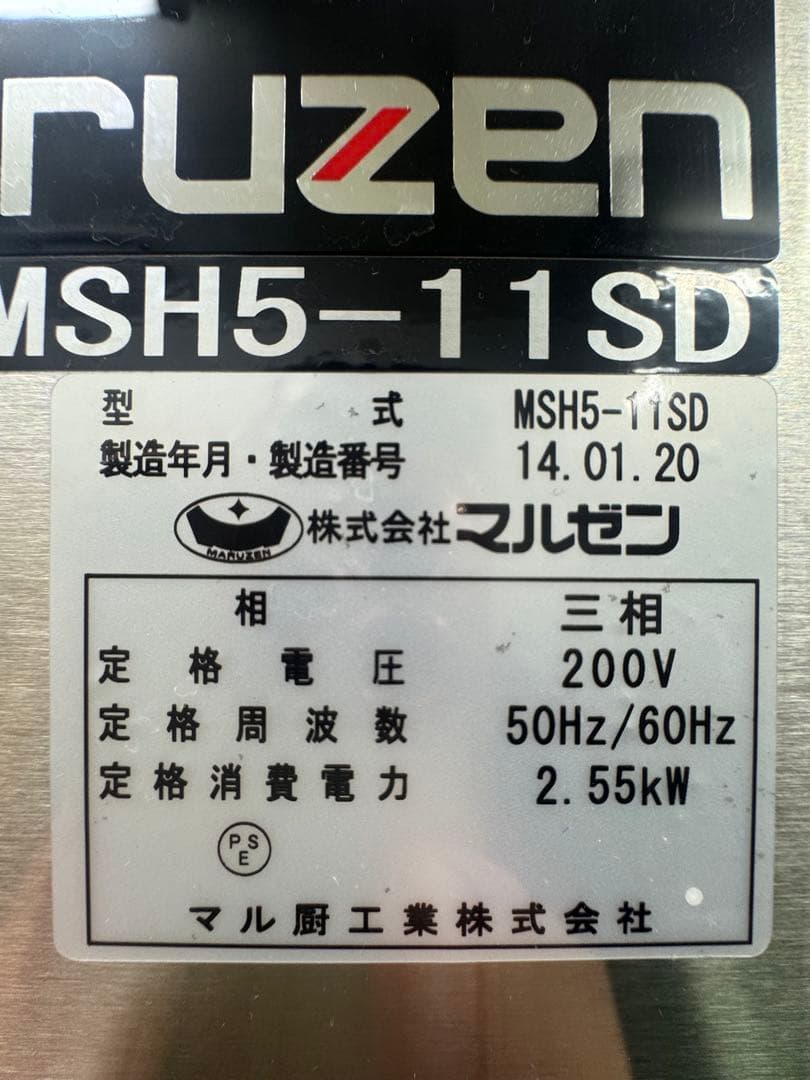 ruzen
MSH5-11SD
型式 MSH5-11SD
製造年月・製造番号 14.01.20
MARUZEN 株式会社マルゼン
相 三相
定格電圧 200V
定格周波数 50Hz/60Hz
定格消費電力 2.55kW
PSE
マル厨工業株式会社